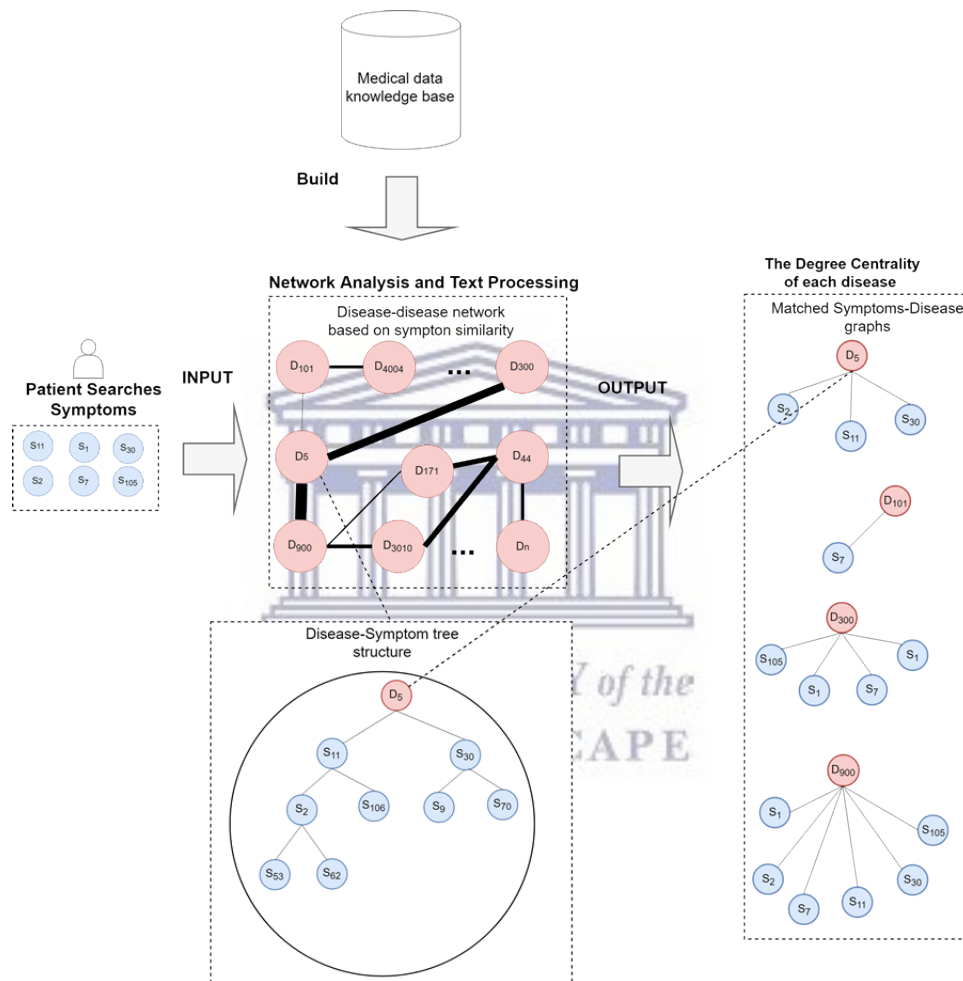 Medical data
knowledge base
Build
Network Analysis and Text Processing
Disease-disease network
based on sympton similarity
D101
D4004
...
D300
D5
D171
D44
D900
D3010
...
Dn
Patient Searches
Symptoms
S11
S1
S30
S2
S7
S105
INPUT
OUTPUT
The Degree Centrality
of each disease
Matched Symptoms-Disease
graphs
D5
S2
S11
S30
D101
S7
D300
S105
S1
S7
S1
D900
S1
S2
S7
S11
S30
S105
Disease-Symptom tree
structure
D5
S11
S30
S2
S106
S9
S70
S53
S62
Y of the
CAPE